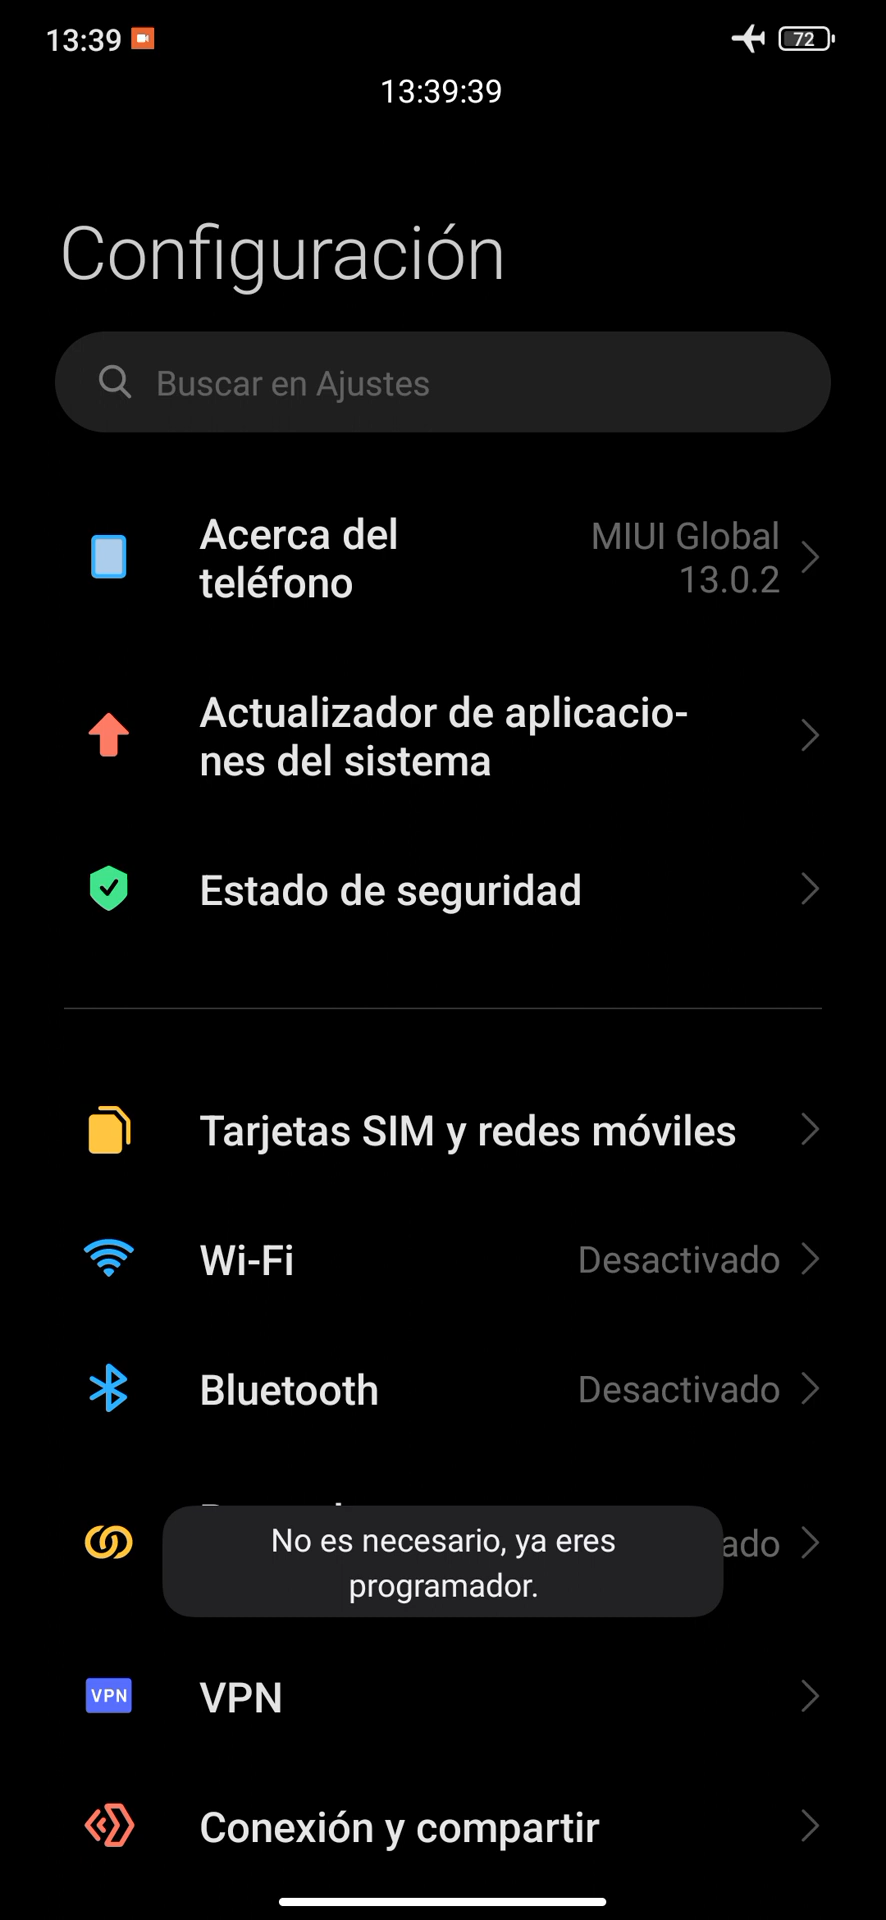 13:39
72
13:39:39
Configuración
Buscar en Ajustes
Acerca del
teléfono
MIUI Global
13.0.2
Actualizador de aplicacio-
nes del sistema
Estado de seguridad
Tarjetas SIM y redes móviles
Wi-Fi
Desactivado
Bluetooth
Desactivado
ado
No es necesario, ya eres
programador.
VPN
VPN
Conexión y compartir